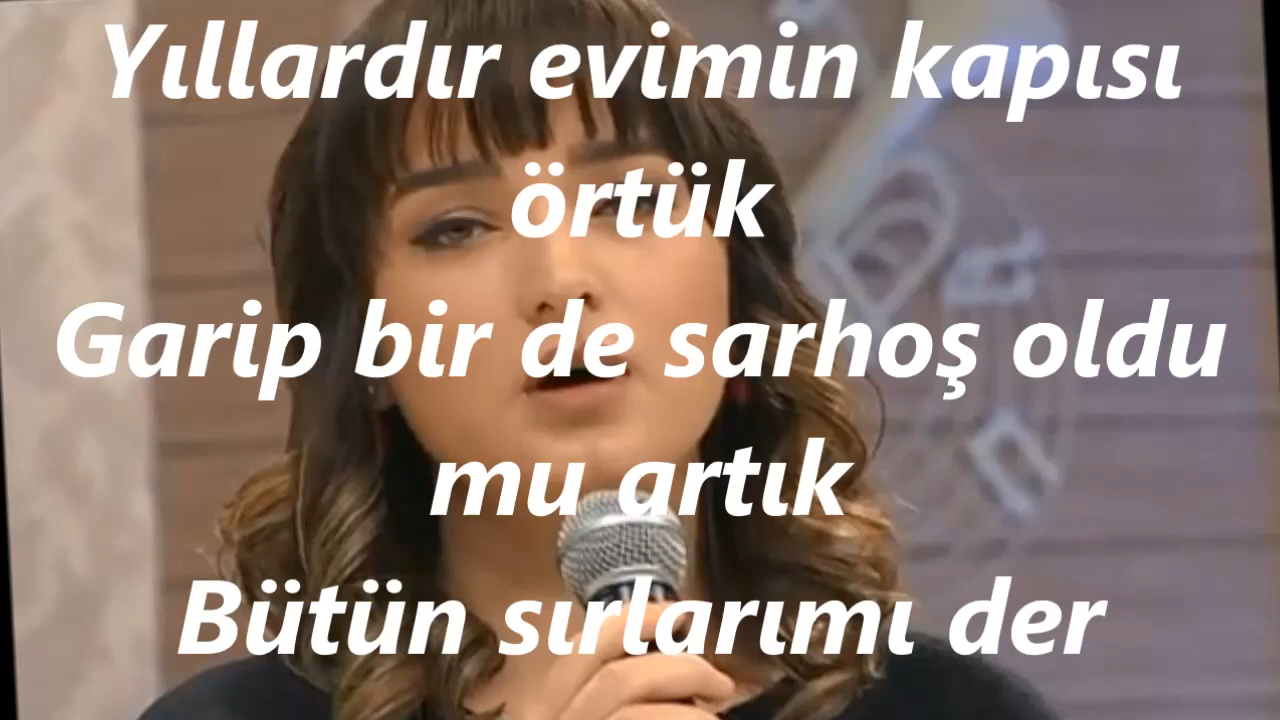 Yıllardır evimin kapısı
örtük
Garip bir de sarhoş oldu
mu artık
Bütün sırlarımı der